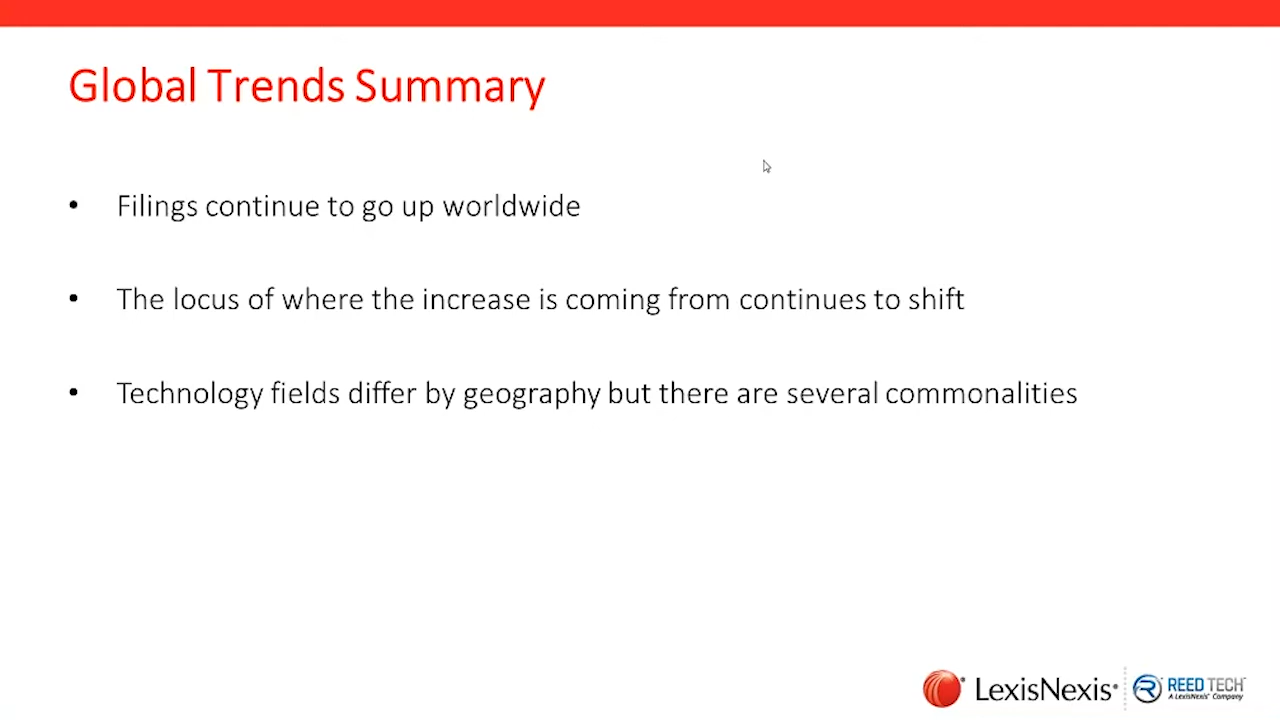 Global Trends Summary
• Filings continue to go up worldwide
• The locus of where the increase is coming from continues to shift
• Technology fields differ by geography but there are several commonalities
LexisNexis® REED TECH
A LexisNexis® Company